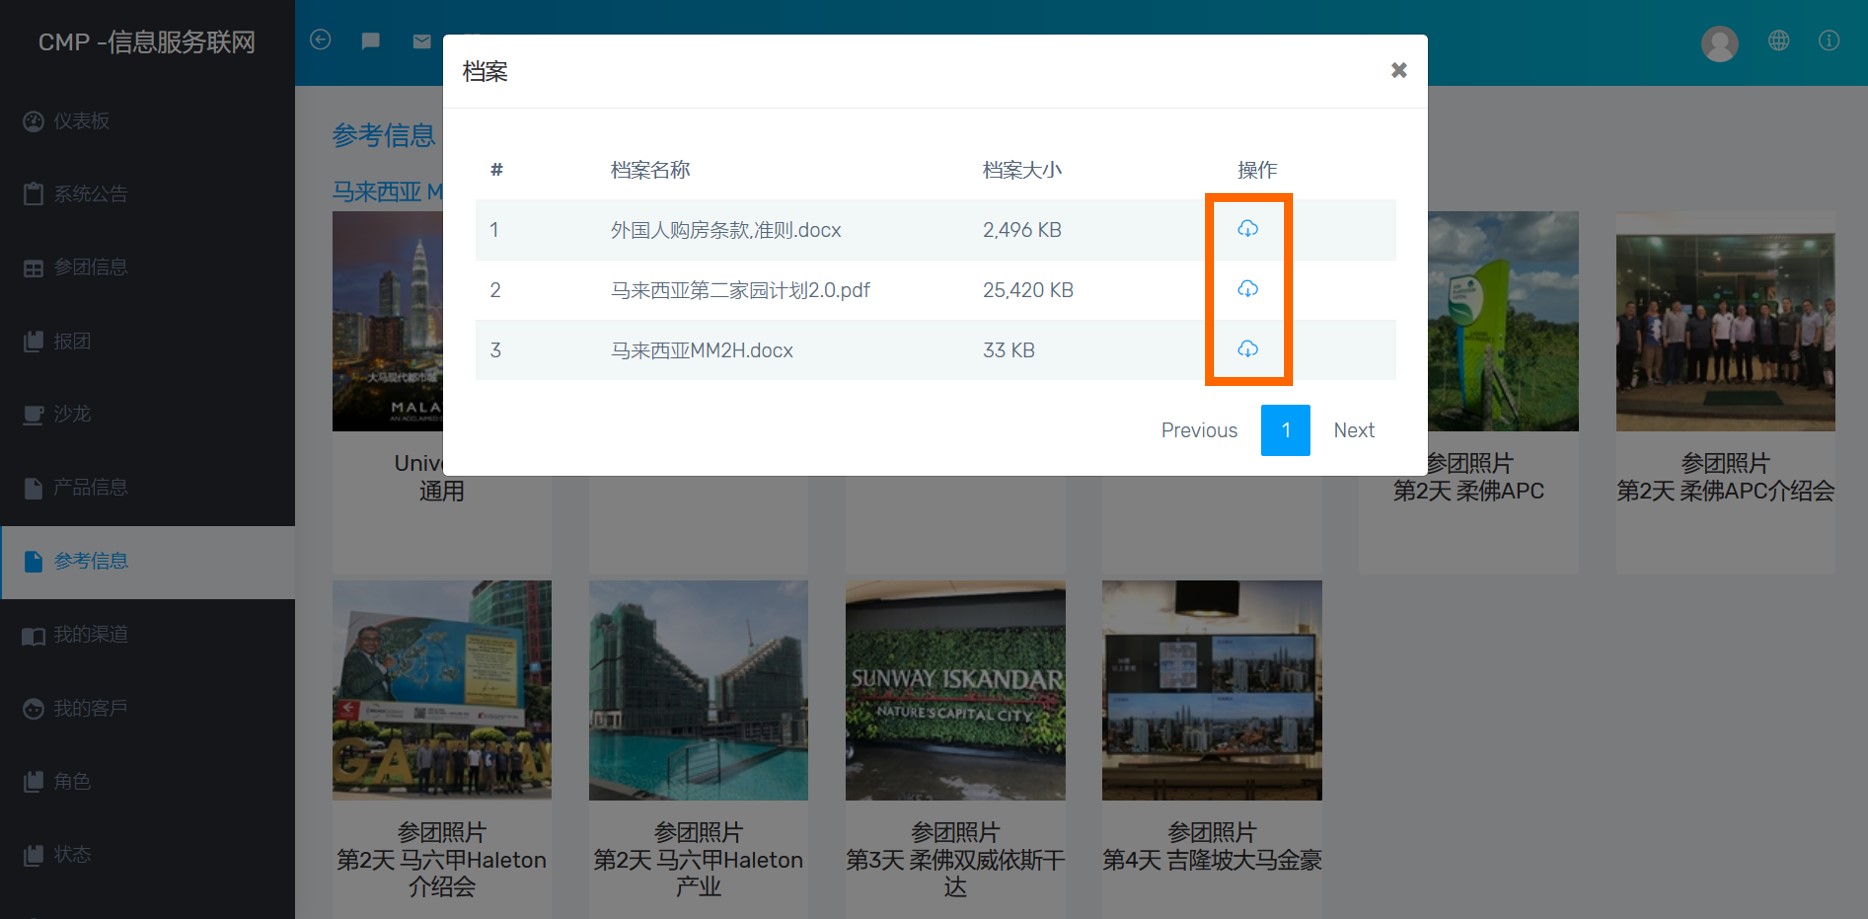 CMP -信息服务联网
仪表板
系统公告
参团信息
报团
沙龙
产品信息
参考信息
我的渠道
我的客戶
角色
状态
参考信息
马来西亚 M
档案
✖
# 档案名称 档案大小 操作
1 外国人购房条款,准则.docx 2,496 KB
2 马来西亚第二家园计划2.0.pdf 25,420 KB
3 马来西亚MM2H.docx 33 KB
Previous 1 Next
大马现代都市城
MALA
Unive
通用
参团照片
第2天 柔佛APC
参团照片
第2天 柔佛APC介绍会
GA
SUNWAY ISKANDAR
NATURE'S CAPITAL CITY
参团照片
第2天 马六甲Haleton
介绍会
参团照片
第2天 马六甲Haleton
产业
参团照片
第3天 柔佛双威依斯干
达
参团照片
第4天 吉隆坡大马金豪